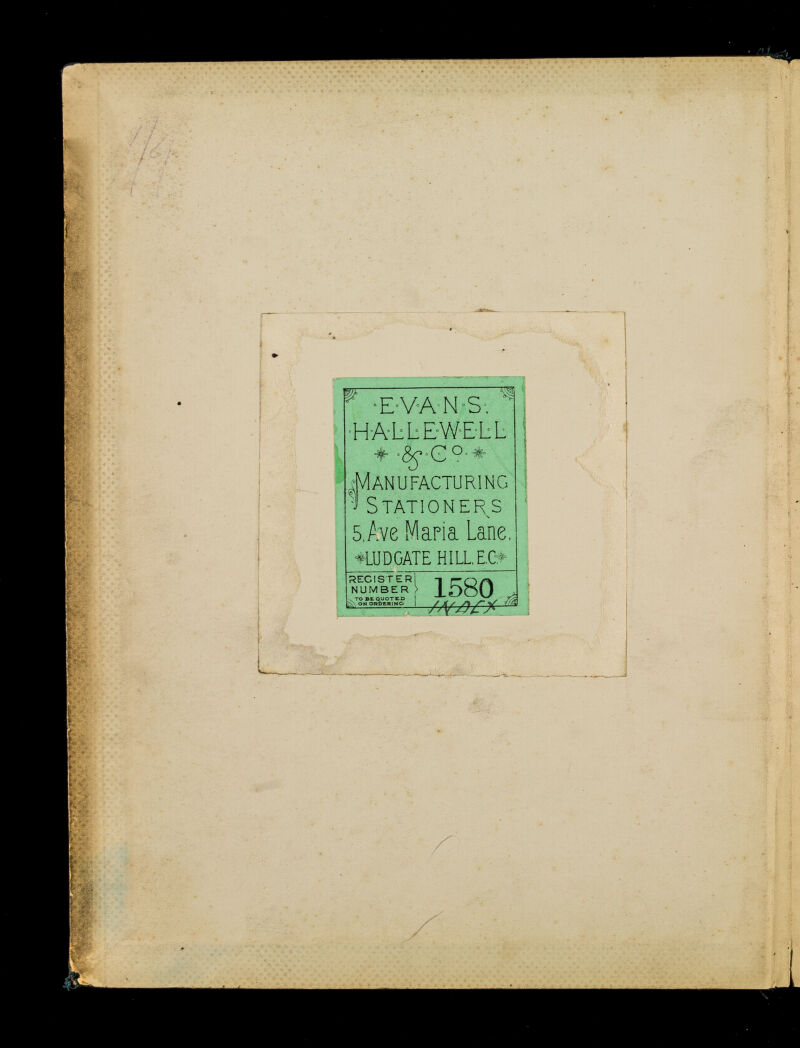 EVANS.
HALLEWELL
& Co.
MANUFACTURING
STATIONERS
5, Ave Maria Lane,
LUDGATE HILL, E.C.
REGISTER
NUMBER
TO BE QUOTED
ON ORDERING
1580
INDEX